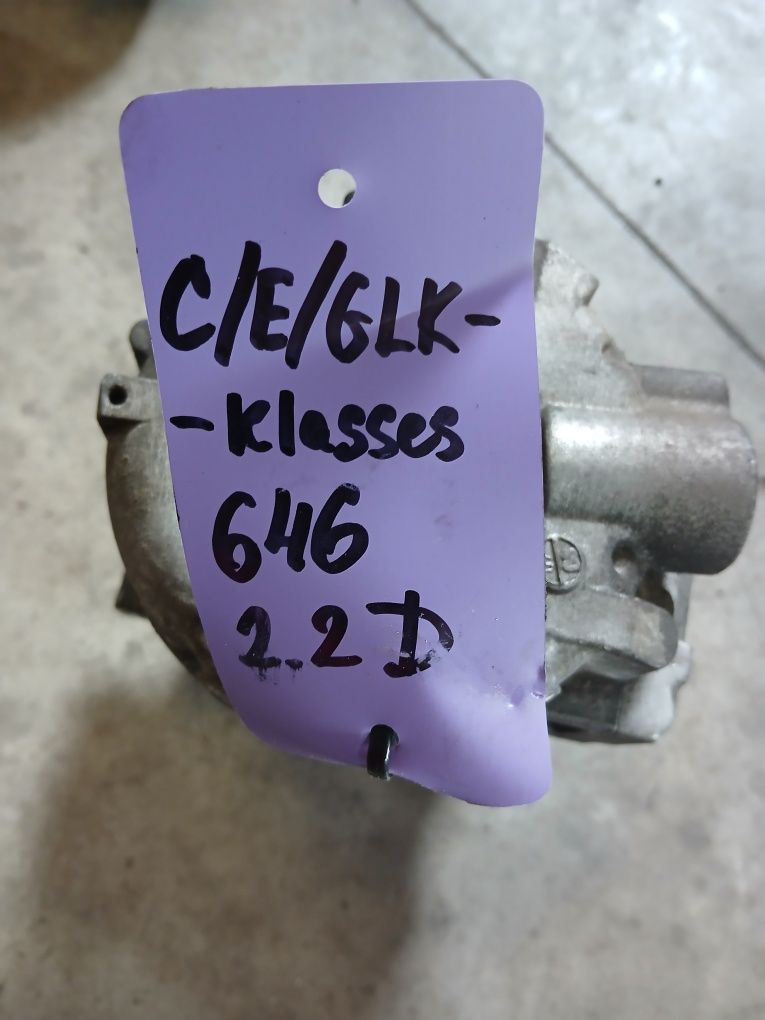 C/E/GLK-
-Klasses
646
2.2D